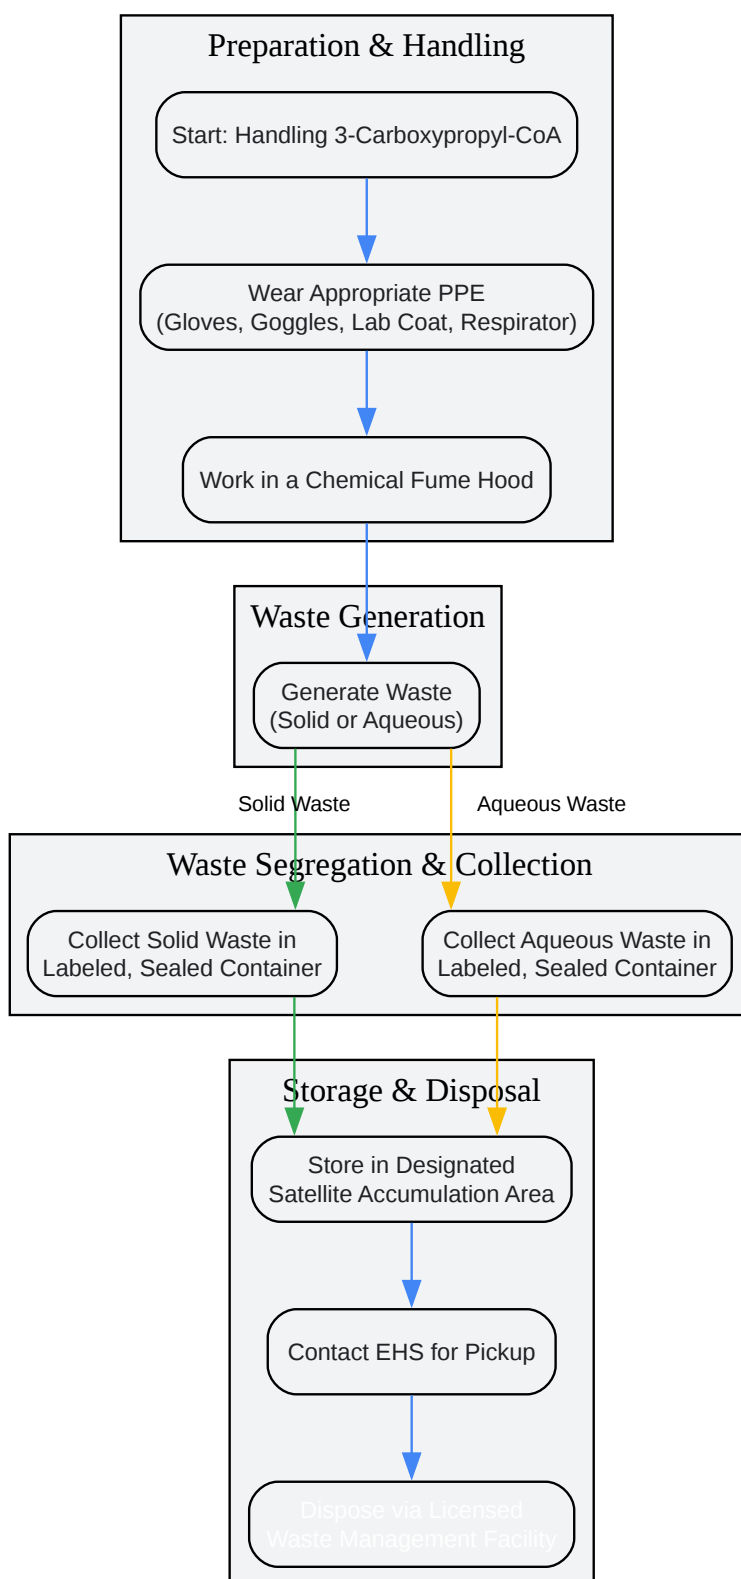 Preparation & Handling
Start: Handling 3-Carboxypropyl-CoA
Wear Appropriate PPE
(Gloves, Goggles, Lab Coat, Respirator)
Work in a Chemical Fume Hood
Waste Generation
Generate Waste
(Solid or Aqueous)
Solid Waste
Aqueous Waste
Waste Segregation & Collection
Collect Solid Waste in
Labeled, Sealed Container
Collect Aqueous Waste in
Labeled, Sealed Container
Storage & Disposal
Store in Designated
Satellite Accumulation Area
Contact EHS for Pickup
Dispose via Licensed
Waste Management Facility